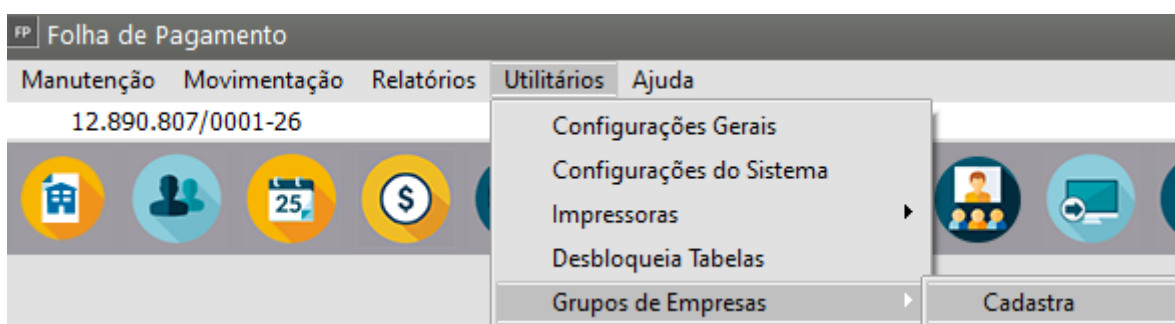 FP Folha de Pagamento
Manutenção Movimentação Relatórios Utilitários Ajuda
12.890.807/0001-26
Configurações Gerais
Configurações do Sistema
25
$
Impressoras
Desbloqueia Tabelas
Grupos de Empresas
Cadastra